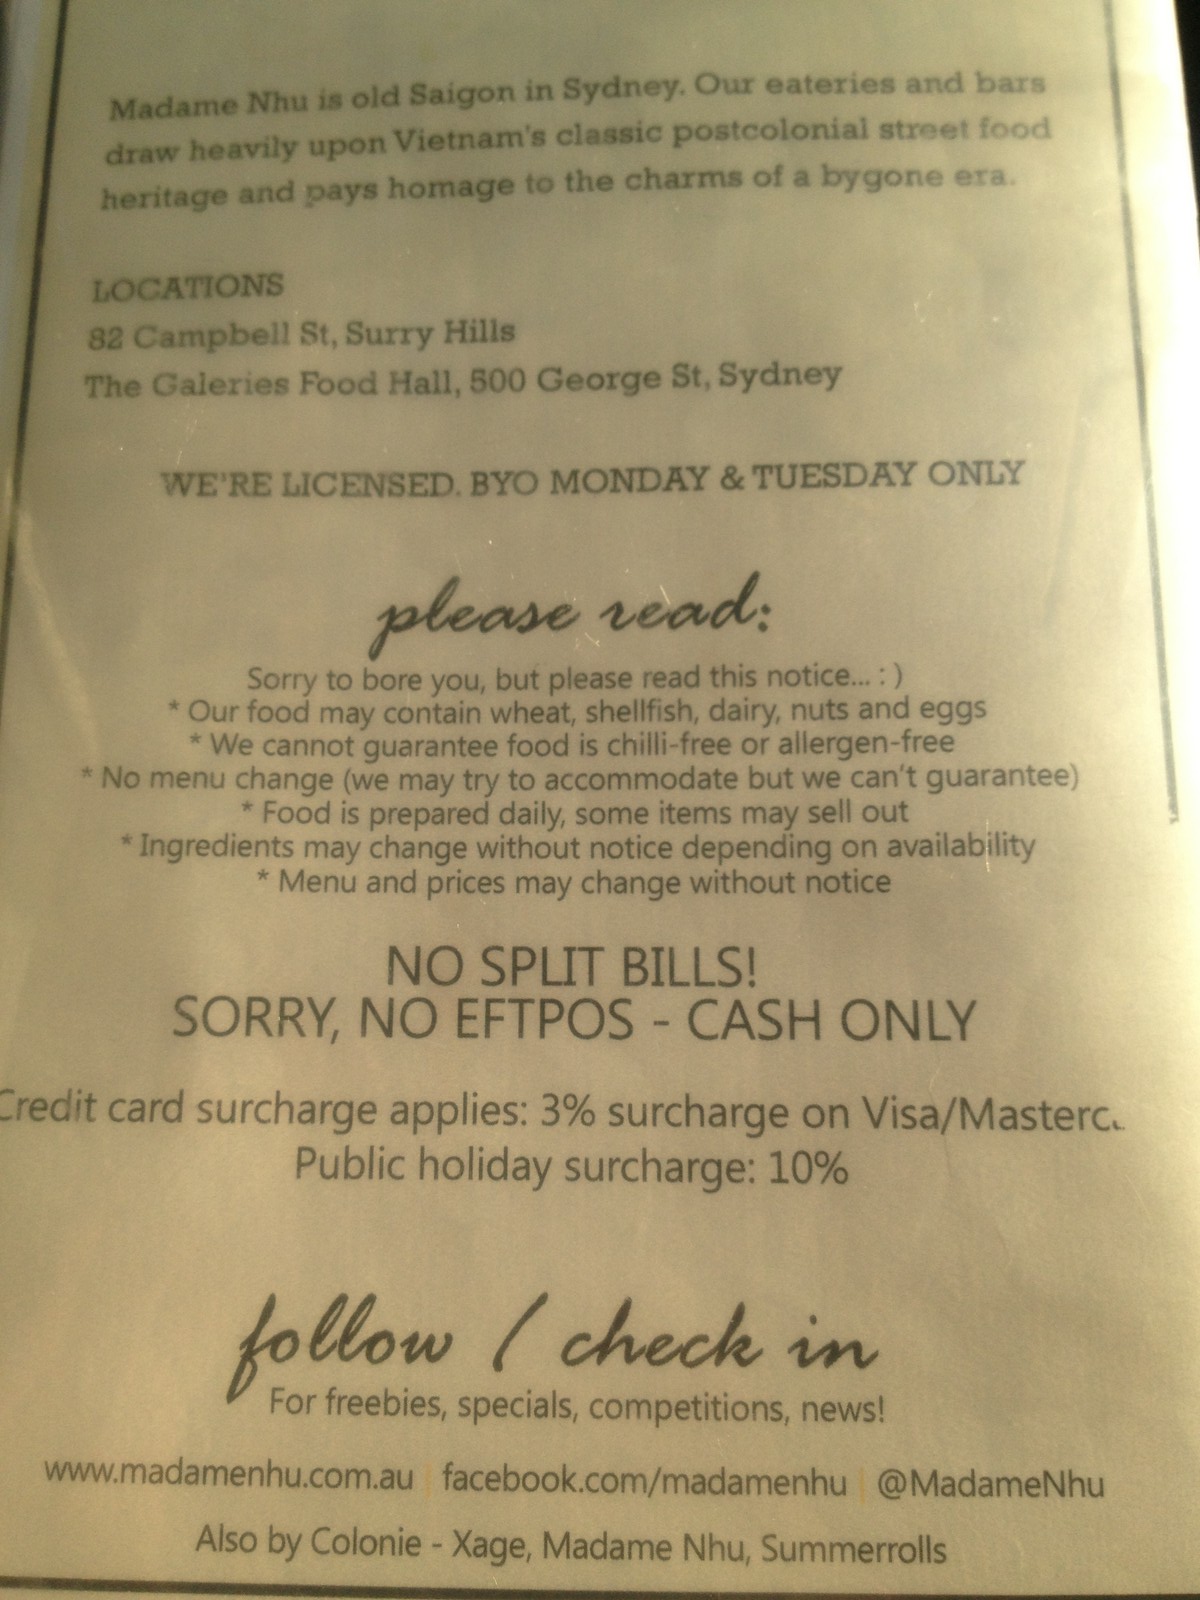 Madame Nhu is old Saigon in Sydney. Our eateries and bars
draw heavily upon Vietnam's classic postcolonial street food
heritage and pays homage to the charms of a bygone era.
LOCATIONS
82 Campbell St, Surry Hills
The Galeries Food Hall, 500 George St, Sydney
WE'RE LICENSED. BYO MONDAY & TUESDAY ONLY
please read:
Sorry to bore you, but please read this notice... : )
* Our food may contain wheat, shellfish, dairy, nuts and eggs
* We cannot guarantee food is chilli-free or allergen-free
* No menu change (we may try to accommodate but we can't guarantee)
* Food is prepared daily, some items may sell out
* Ingredients may change without notice depending on availability
* Menu and prices may change without notice
NO SPLIT BILLS!
SORRY, NO EFTPOS - CASH ONLY
Credit card surcharge applies: 3% surcharge on Visa/Masterc
Public holiday surcharge: 10%
follow / check in
For freebies, specials, competitions, news!
www.madamenhu.com.au | facebook.com/madamenhu | @MadameNhu
Also by Colonie - Xage, Madame Nhu, Summerrolls